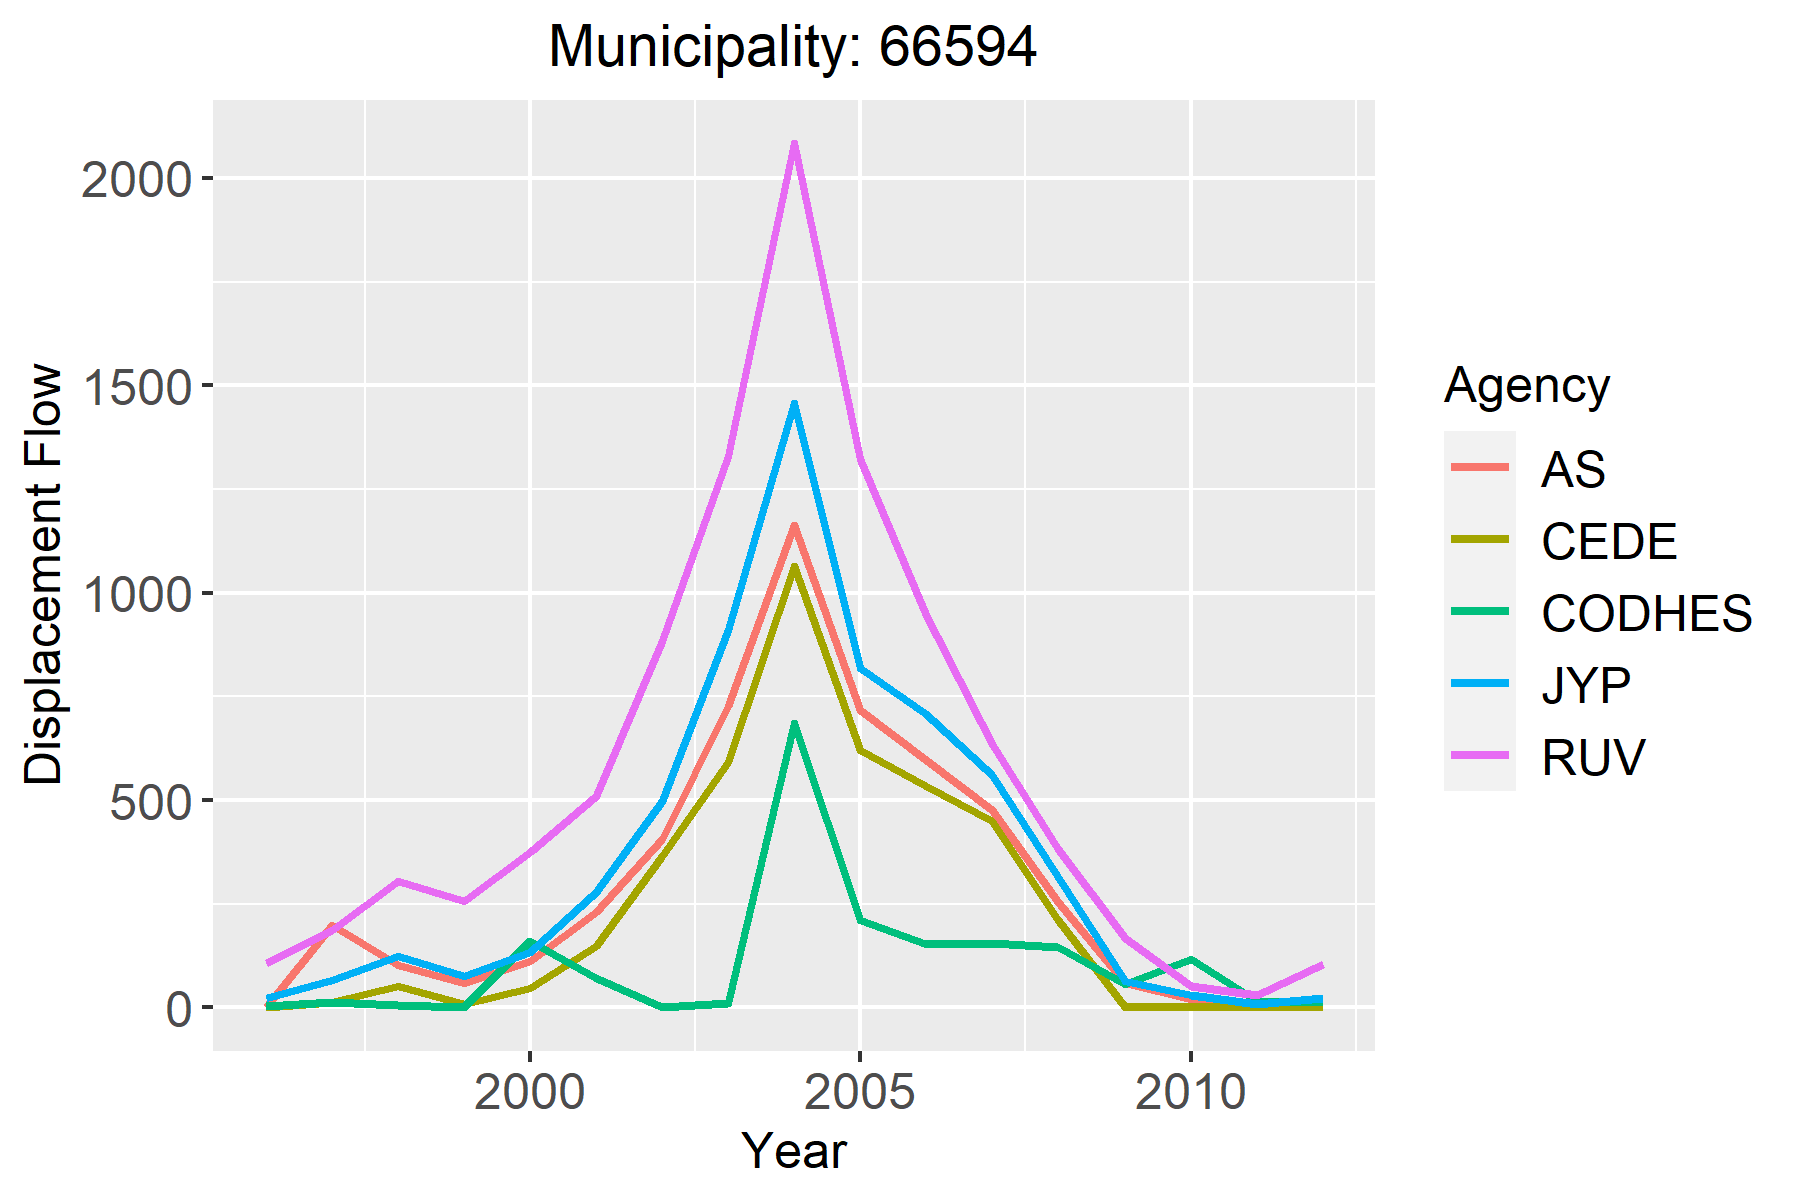 Municipality: 66594
Displacement Flow
2000
1500
1000
500
0
2000 2005 2010
Year
Agency
AS
CEDE
CODHES
JYP
RUV